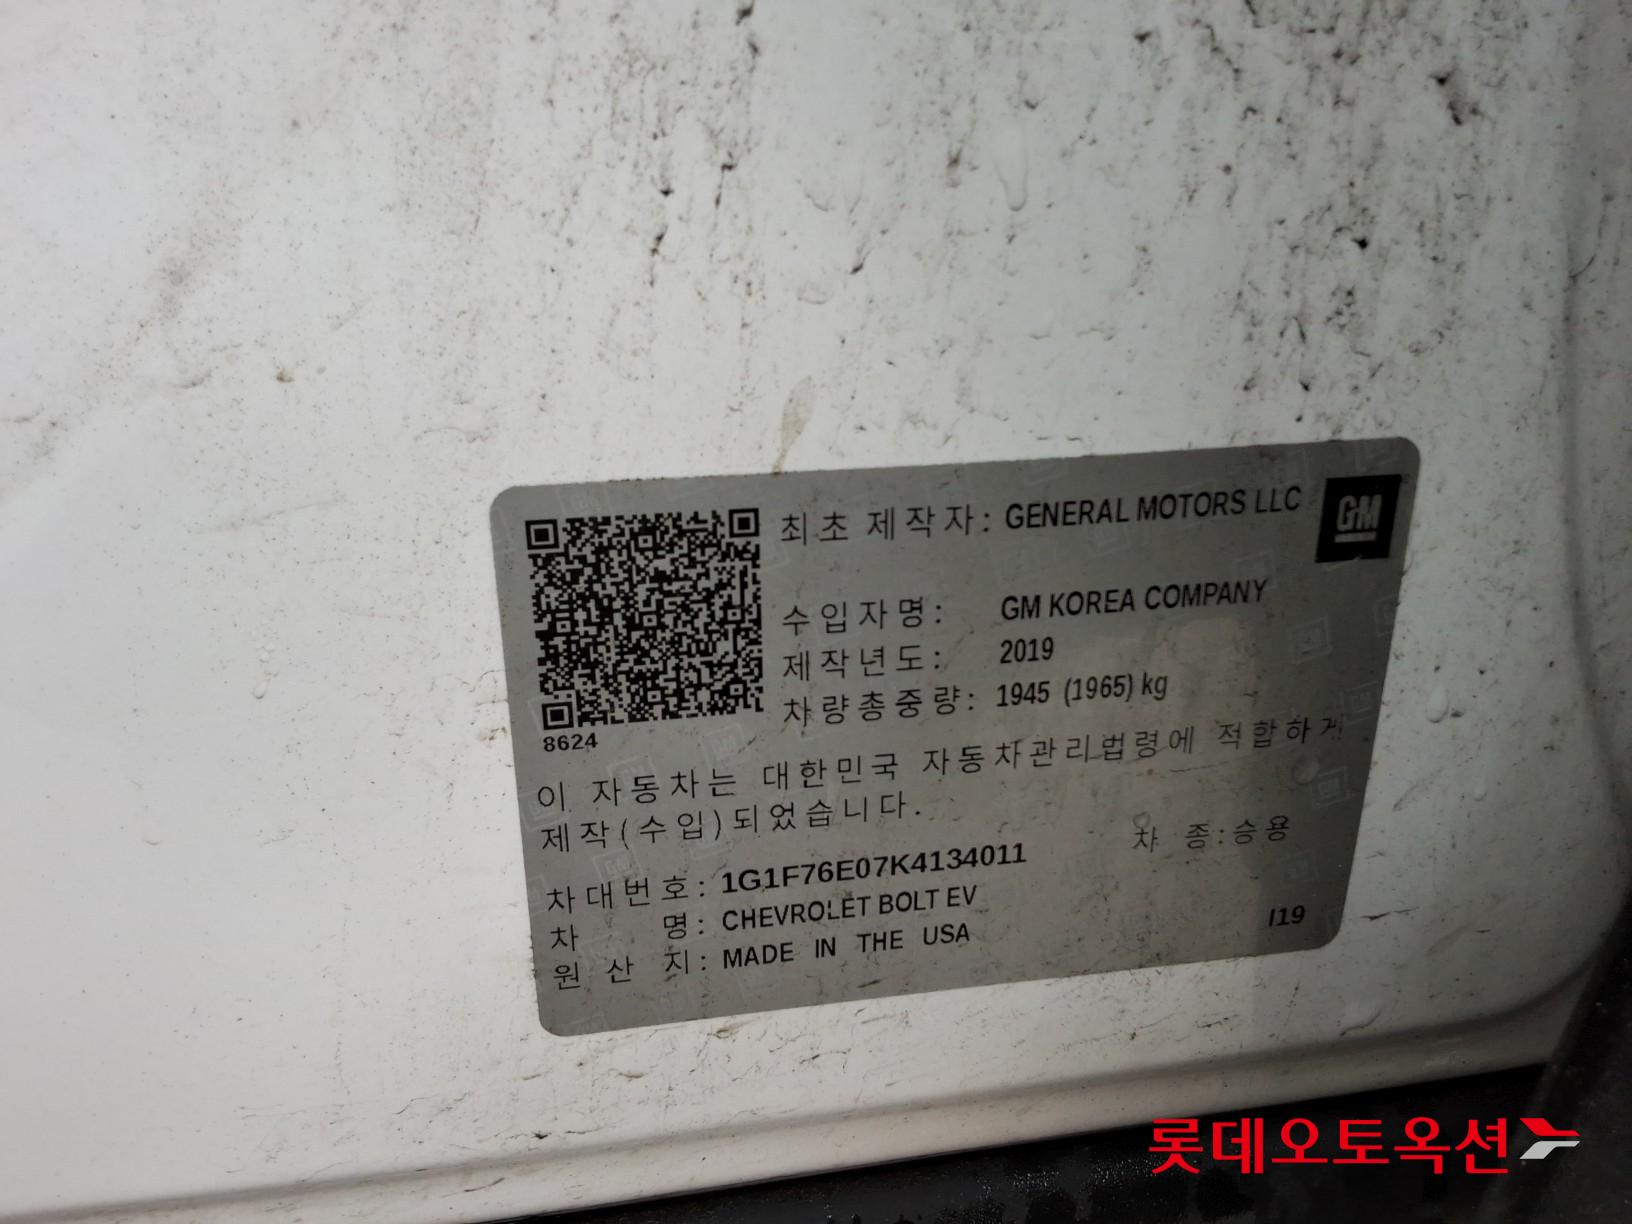 최초 제작자: GENERAL MOTORS LLC
GM
수입자명: GM KOREA COMPANY
제작년도: 2019
차량총중량: 1945 (1965) kg
8624
이 자동차는 대한민국 자동차관리법령에 적합하게
제작(수입)되었습니다.
차 종:승용
차대번호: 1G1F76E07K4134011
차 명: CHEVROLET BOLT EV
원 산 지: MADE IN THE USA
I19
롯데오토옥션